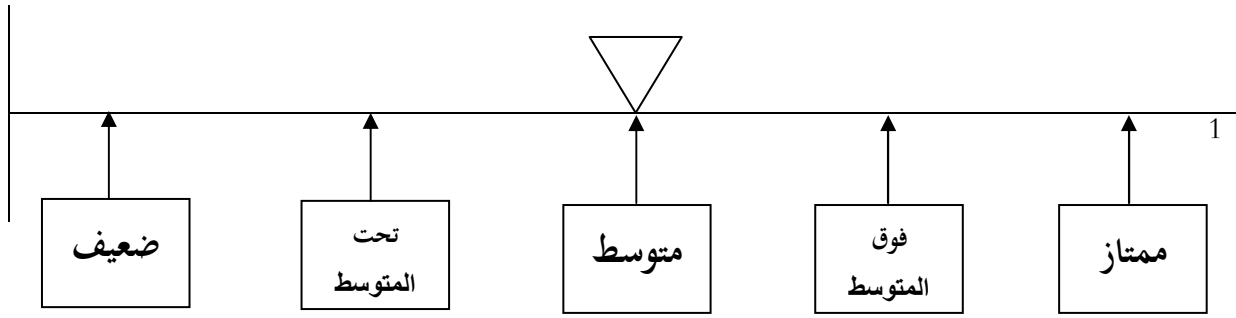 1
ممتاز
فوق
المتوسط
متوسط
تحت
المتوسط
ضعيف